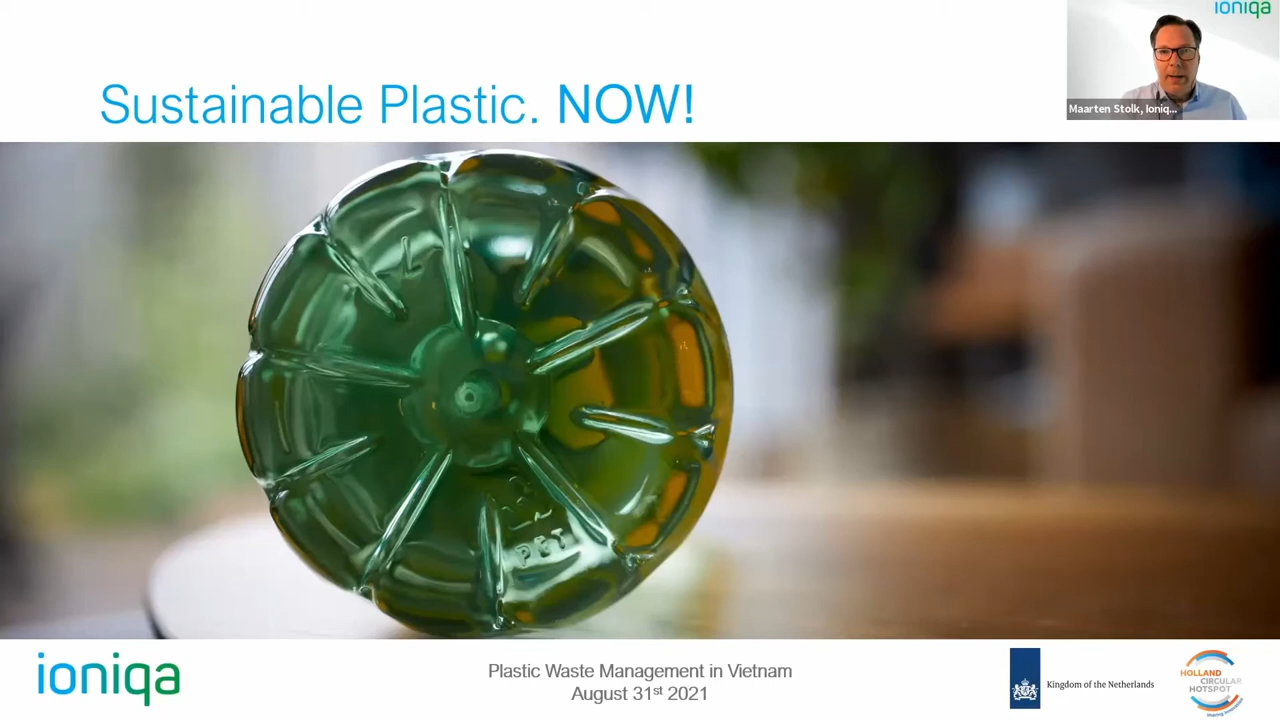 ioniqa
Sustainable Plastic. NOW!
Maarten Stolk, Ioniq...
PET
ioniqa
Plastic Waste Management in Vietnam
August 31st 2021
Kingdom of the Netherlands
HOLLAND
CIRCULAR
HOTSPOT